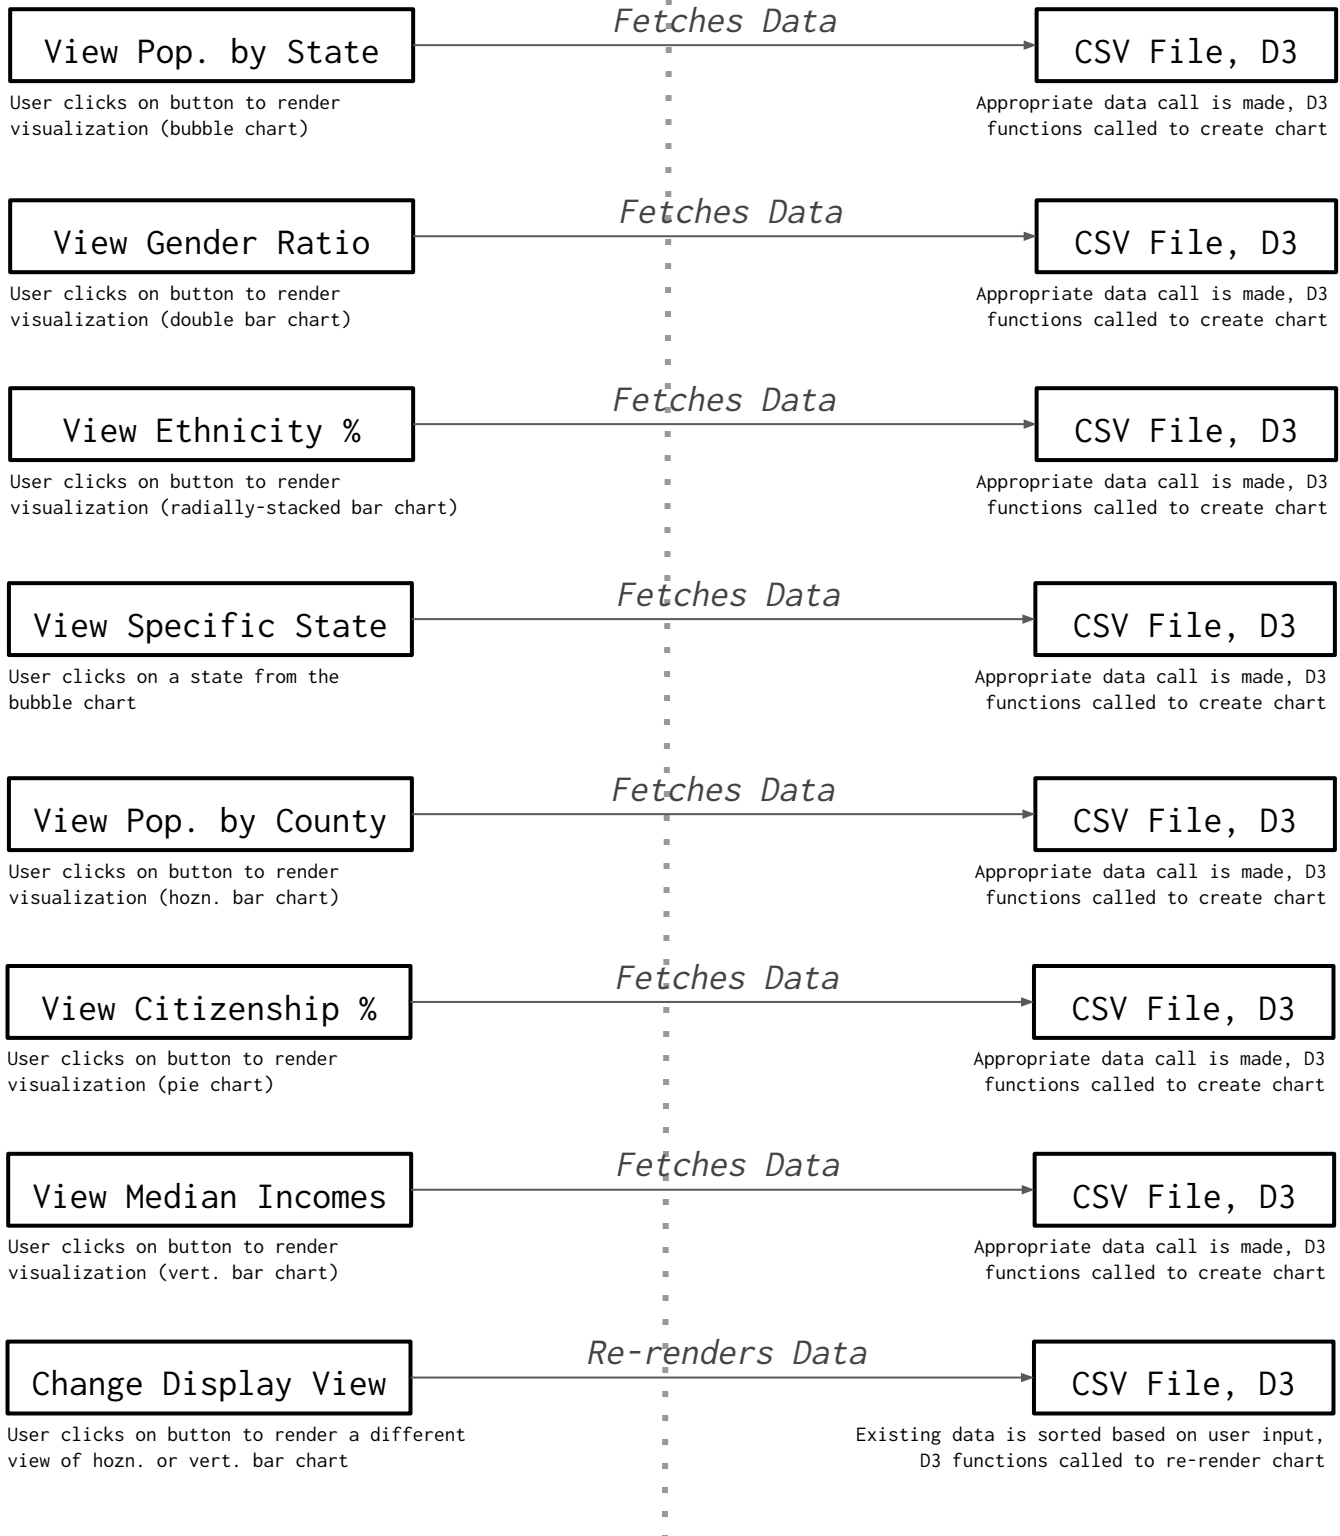 Fetches Data
View Pop. by State
CSV File, D3
User clicks on button to render
visualization (bubble chart)
Appropriate data call is made, D3
functions called to create chart
Fetches Data
View Gender Ratio
CSV File, D3
User clicks on button to render
visualization (double bar chart)
Appropriate data call is made, D3
functions called to create chart
Fetches Data
View Ethnicity %
CSV File, D3
User clicks on button to render
visualization (radially-stacked bar chart)
Appropriate data call is made, D3
functions called to create chart
Fetches Data
View Specific State
CSV File, D3
User clicks on a state from the
bubble chart
Appropriate data call is made, D3
functions called to create chart
Fetches Data
View Pop. by County
CSV File, D3
User clicks on button to render
visualization (hozn. bar chart)
Appropriate data call is made, D3
functions called to create chart
Fetches Data
View Citizenship %
CSV File, D3
User clicks on button to render
visualization (pie chart)
Appropriate data call is made, D3
functions called to create chart
Fetches Data
View Median Incomes
CSV File, D3
User clicks on button to render
visualization (vert. bar chart)
Appropriate data call is made, D3
functions called to create chart
Re-renders Data
Change Display View
CSV File, D3
User clicks on button to render a different
view of hozn. or vert. bar chart
Existing data is sorted based on user input,
D3 functions called to re-render chart